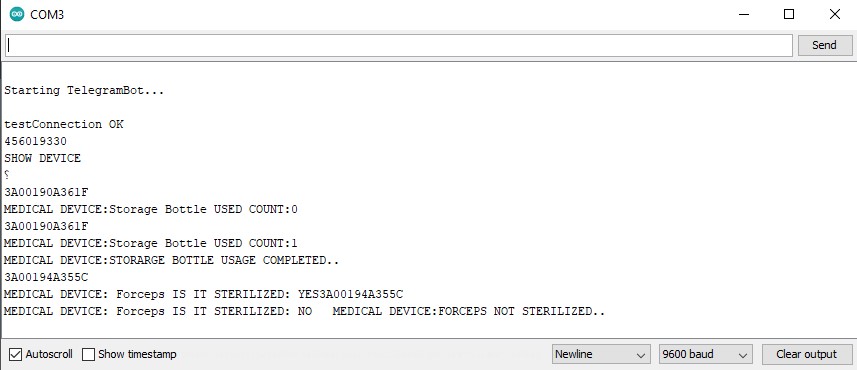 COM3
Send
Starting TelegramBot...
testConnection OK
456019330
SHOW DEVICE
⸮
3A00190A361F
MEDICAL DEVICE:Storage Bottle USED COUNT:0
3A00190A361F
MEDICAL DEVICE:Storage Bottle USED COUNT:1
MEDICAL DEVICE:STORARGE BOTTLE USAGE COMPLETED..
3A00194A355C
MEDICAL DEVICE: Forceps IS IT STERILIZED: YES3A00194A355C
MEDICAL DEVICE: Forceps IS IT STERILIZED: NO   MEDICAL DEVICE:FORCEPS NOT STERILIZED..
Autoscroll Show timestamp Newline 9600 baud Clear output